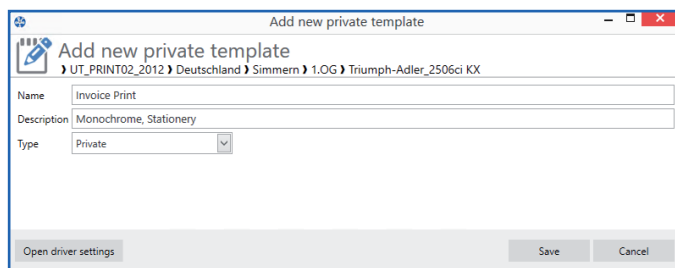 Add new private template
Add new private template
❱ UT_PRINT02_2012 ❱ Deutschland ❱ Simmern ❱ 1.OG ❱ Triumph-Adler_2506ci KX
Name Invoice Print
Description Monochrome, Stationery
Type Private
Open driver settings Save Cancel